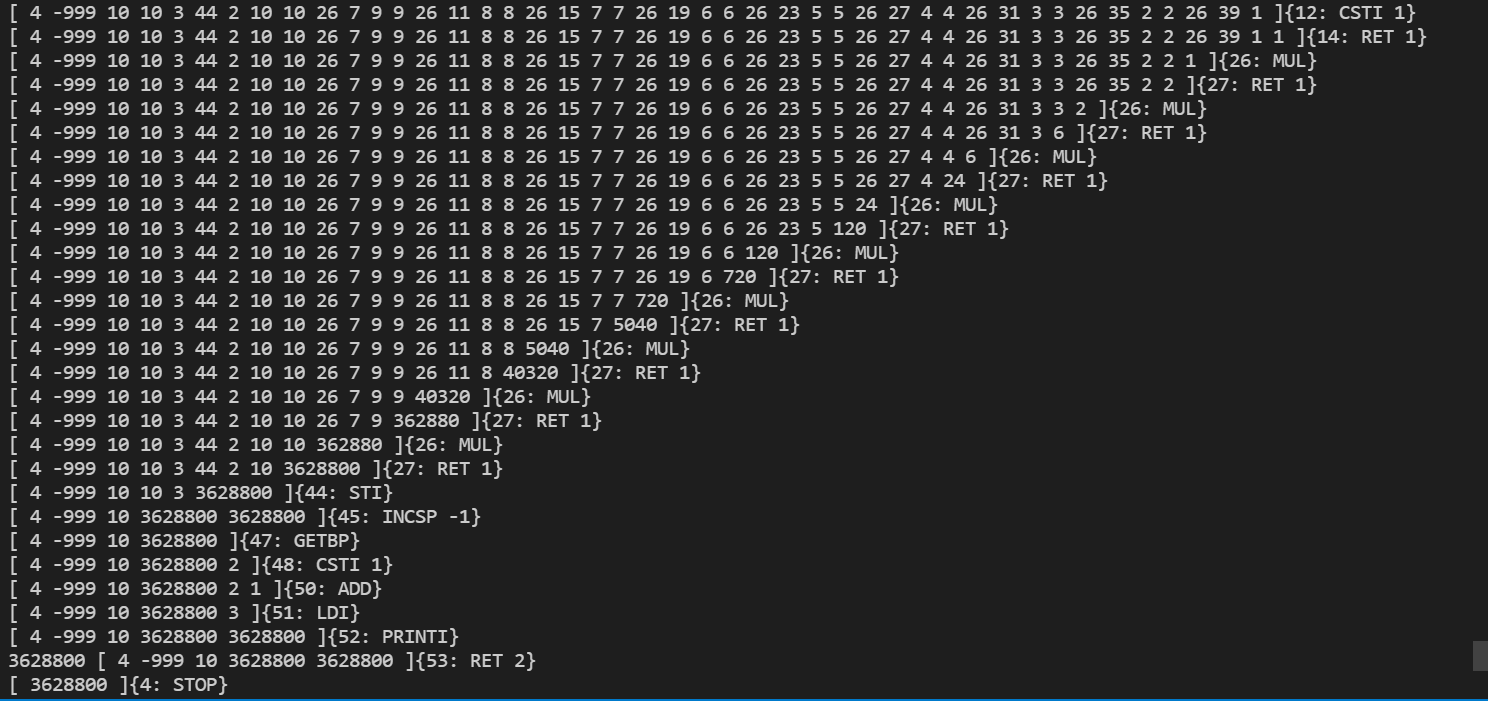 [ 4 -999 10 10 3 44 2 10 10 26 7 9 9 26 11 8 8 26 15 7 7 26 19 6 6 26 23 5 5 26 27 4 4 26 31 3 3 26 35 2 2 26 39 1 ]{12: CSTI 1}
[ 4 -999 10 10 3 44 2 10 10 26 7 9 9 26 11 8 8 26 15 7 7 26 19 6 6 26 23 5 5 26 27 4 4 26 31 3 3 26 35 2 2 26 39 1 1 ]{14: RET 1}
[ 4 -999 10 10 3 44 2 10 10 26 7 9 9 26 11 8 8 26 15 7 7 26 19 6 6 26 23 5 5 26 27 4 4 26 31 3 3 26 35 2 2 1 ]{26: MUL}
[ 4 -999 10 10 3 44 2 10 10 26 7 9 9 26 11 8 8 26 15 7 7 26 19 6 6 26 23 5 5 26 27 4 4 26 31 3 3 26 35 2 2 ]{27: RET 1}
[ 4 -999 10 10 3 44 2 10 10 26 7 9 9 26 11 8 8 26 15 7 7 26 19 6 6 26 23 5 5 26 27 4 4 26 31 3 3 2 ]{26: MUL}
[ 4 -999 10 10 3 44 2 10 10 26 7 9 9 26 11 8 8 26 15 7 7 26 19 6 6 26 23 5 5 26 27 4 4 26 31 3 6 ]{27: RET 1}
[ 4 -999 10 10 3 44 2 10 10 26 7 9 9 26 11 8 8 26 15 7 7 26 19 6 6 26 23 5 5 26 27 4 4 6 ]{26: MUL}
[ 4 -999 10 10 3 44 2 10 10 26 7 9 9 26 11 8 8 26 15 7 7 26 19 6 6 26 23 5 5 26 27 4 24 ]{27: RET 1}
[ 4 -999 10 10 3 44 2 10 10 26 7 9 9 26 11 8 8 26 15 7 7 26 19 6 6 26 23 5 5 24 ]{26: MUL}
[ 4 -999 10 10 3 44 2 10 10 26 7 9 9 26 11 8 8 26 15 7 7 26 19 6 6 26 23 5 120 ]{27: RET 1}
[ 4 -999 10 10 3 44 2 10 10 26 7 9 9 26 11 8 8 26 15 7 7 26 19 6 6 120 ]{26: MUL}
[ 4 -999 10 10 3 44 2 10 10 26 7 9 9 26 11 8 8 26 15 7 7 26 19 6 720 ]{27: RET 1}
[ 4 -999 10 10 3 44 2 10 10 26 7 9 9 26 11 8 8 26 15 7 7 720 ]{26: MUL}
[ 4 -999 10 10 3 44 2 10 10 26 7 9 9 26 11 8 8 26 15 7 5040 ]{27: RET 1}
[ 4 -999 10 10 3 44 2 10 10 26 7 9 9 26 11 8 8 5040 ]{26: MUL}
[ 4 -999 10 10 3 44 2 10 10 26 7 9 9 26 11 8 40320 ]{27: RET 1}
[ 4 -999 10 10 3 44 2 10 10 26 7 9 9 40320 ]{26: MUL}
[ 4 -999 10 10 3 44 2 10 10 26 7 9 362880 ]{27: RET 1}
[ 4 -999 10 10 3 44 2 10 10 362880 ]{26: MUL}
[ 4 -999 10 10 3 44 2 10 3628800 ]{27: RET 1}
[ 4 -999 10 10 3 3628800 ]{44: STI}
[ 4 -999 10 3628800 3628800 ]{45: INCSP -1}
[ 4 -999 10 3628800 ]{47: GETBP}
[ 4 -999 10 3628800 2 ]{48: CSTI 1}
[ 4 -999 10 3628800 2 1 ]{50: ADD}
[ 4 -999 10 3628800 3 ]{51: LDI}
[ 4 -999 10 3628800 3628800 ]{52: PRINTI}
3628800 [ 4 -999 10 3628800 3628800 ]{53: RET 2}
[ 3628800 ]{4: STOP}